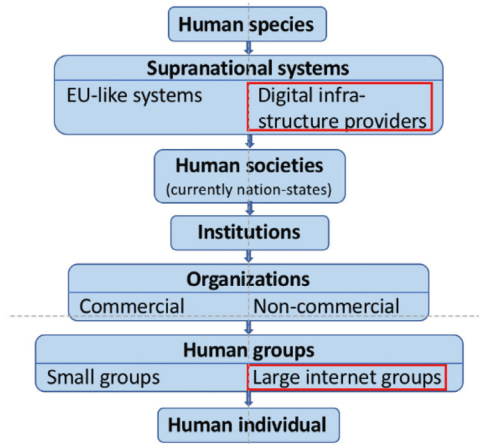 Human species
Supranational systems
EU-like systems
Digital infra-
structure providers
Human societies
(currently nation-states)
Institutions
Organizations
Commercial
Non-commercial
Human groups
Small groups
Large internet groups
Human individual